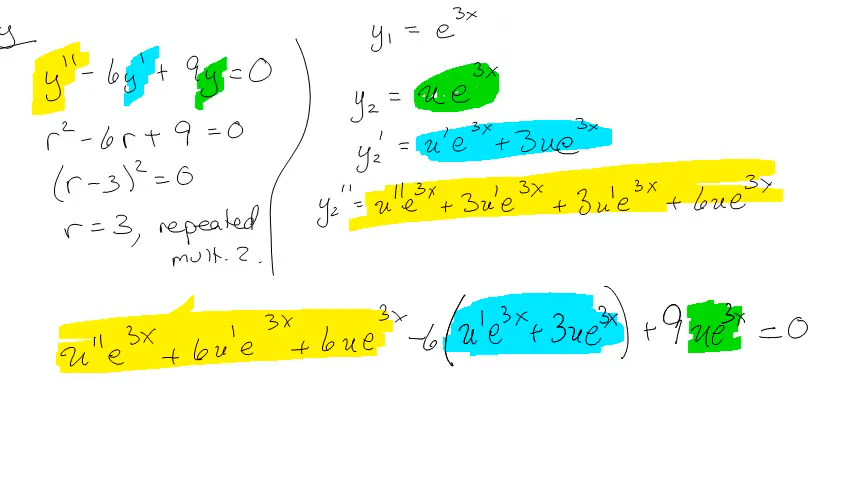 y
y'' - 6y' + 9y = 0
r² - 6r + 9 = 0
(r - 3)² = 0
r = 3, repeated
mult. 2.
y₁ = e^{3x}
y₂ = ue^{3x}
y₂' = u'e^{3x} + 3ue^{3x}
y₂'' = u''e^{3x} + 3u'e^{3x} + 3u'e^{3x} + 6ue^{3x}
u''e^{3x} + 6u'e^{3x} + 6ue^{3x} - 6(u'e^{3x} + 3ue^{3x}) + 9ue^{3x} = 0